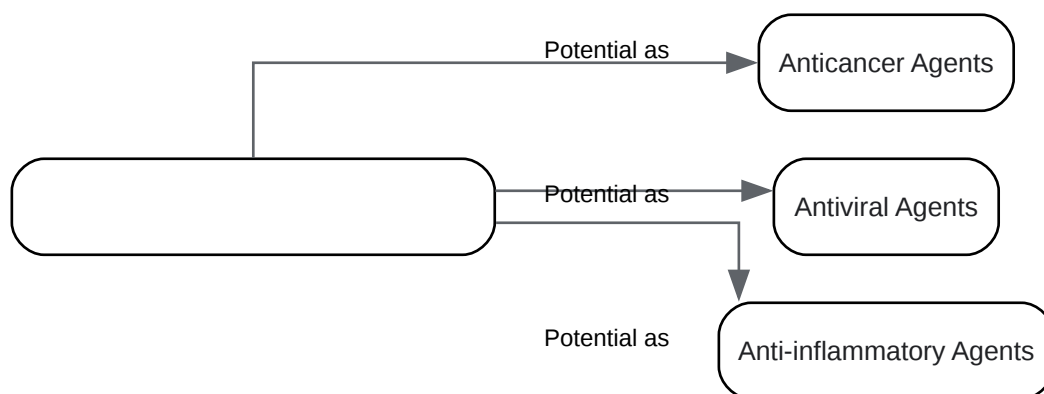 Potential as
Anticancer Agents
Potential as
Antiviral Agents
Potential as
Anti-inflammatory Agents